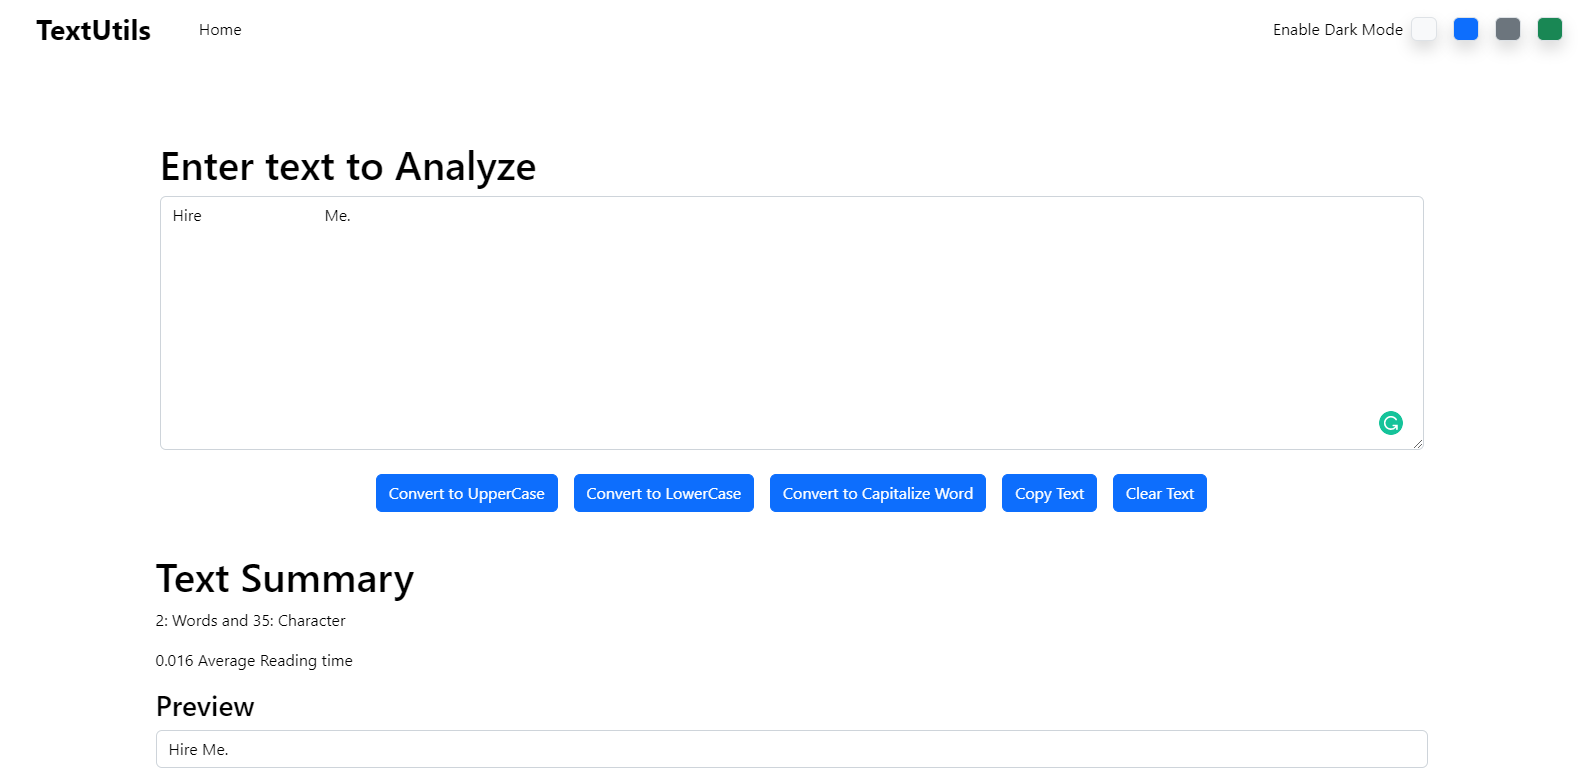 TextUtils Home Enable Dark Mode
Enter text to Analyze
Hire                            Me.
Convert to UpperCase Convert to LowerCase Convert to Capitalize Word Copy Text Clear Text
Text Summary
2: Words and 35: Character
0.016 Average Reading time
Preview
Hire Me.